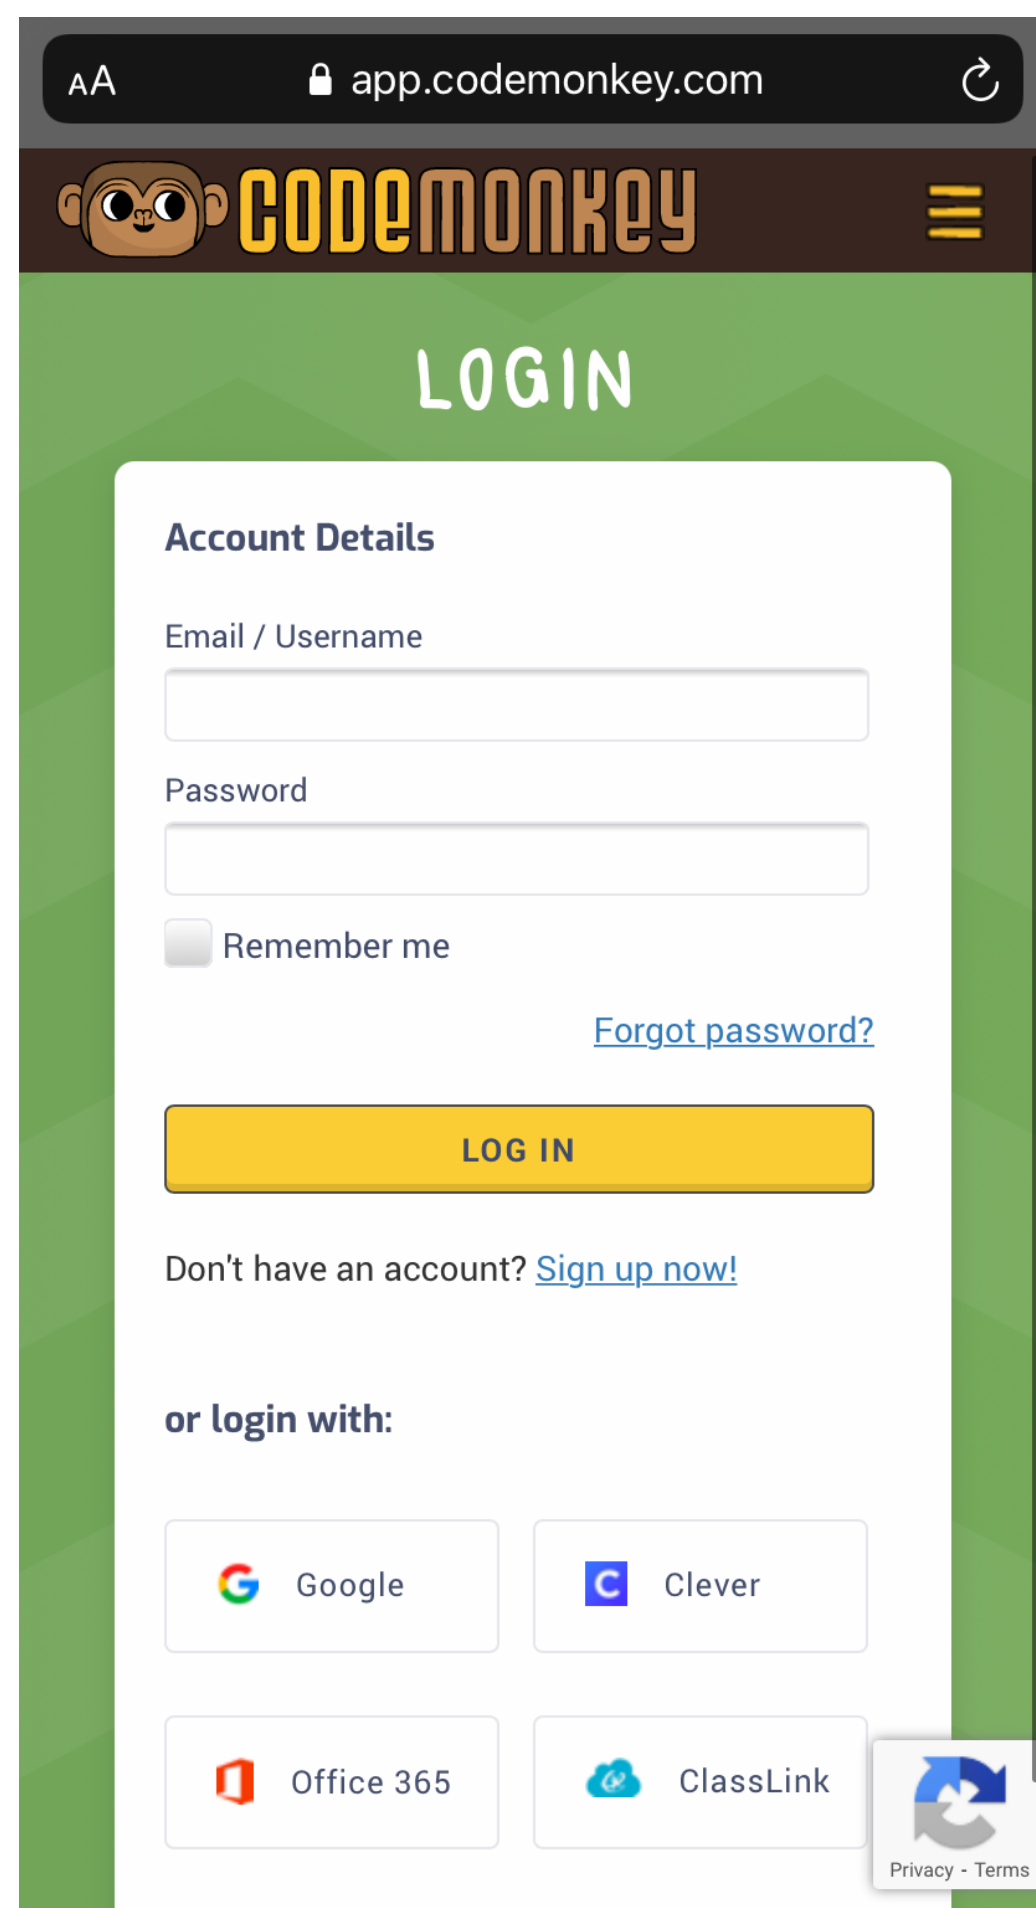 AA app.codemonkey.com
CODEMONKEY
LOGIN
Account Details
Email / Username
Password
Remember me
Forgot password?
LOG IN
Don't have an account? Sign up now!
or login with:
Google
Clever
Office 365
ClassLink
Privacy - Terms